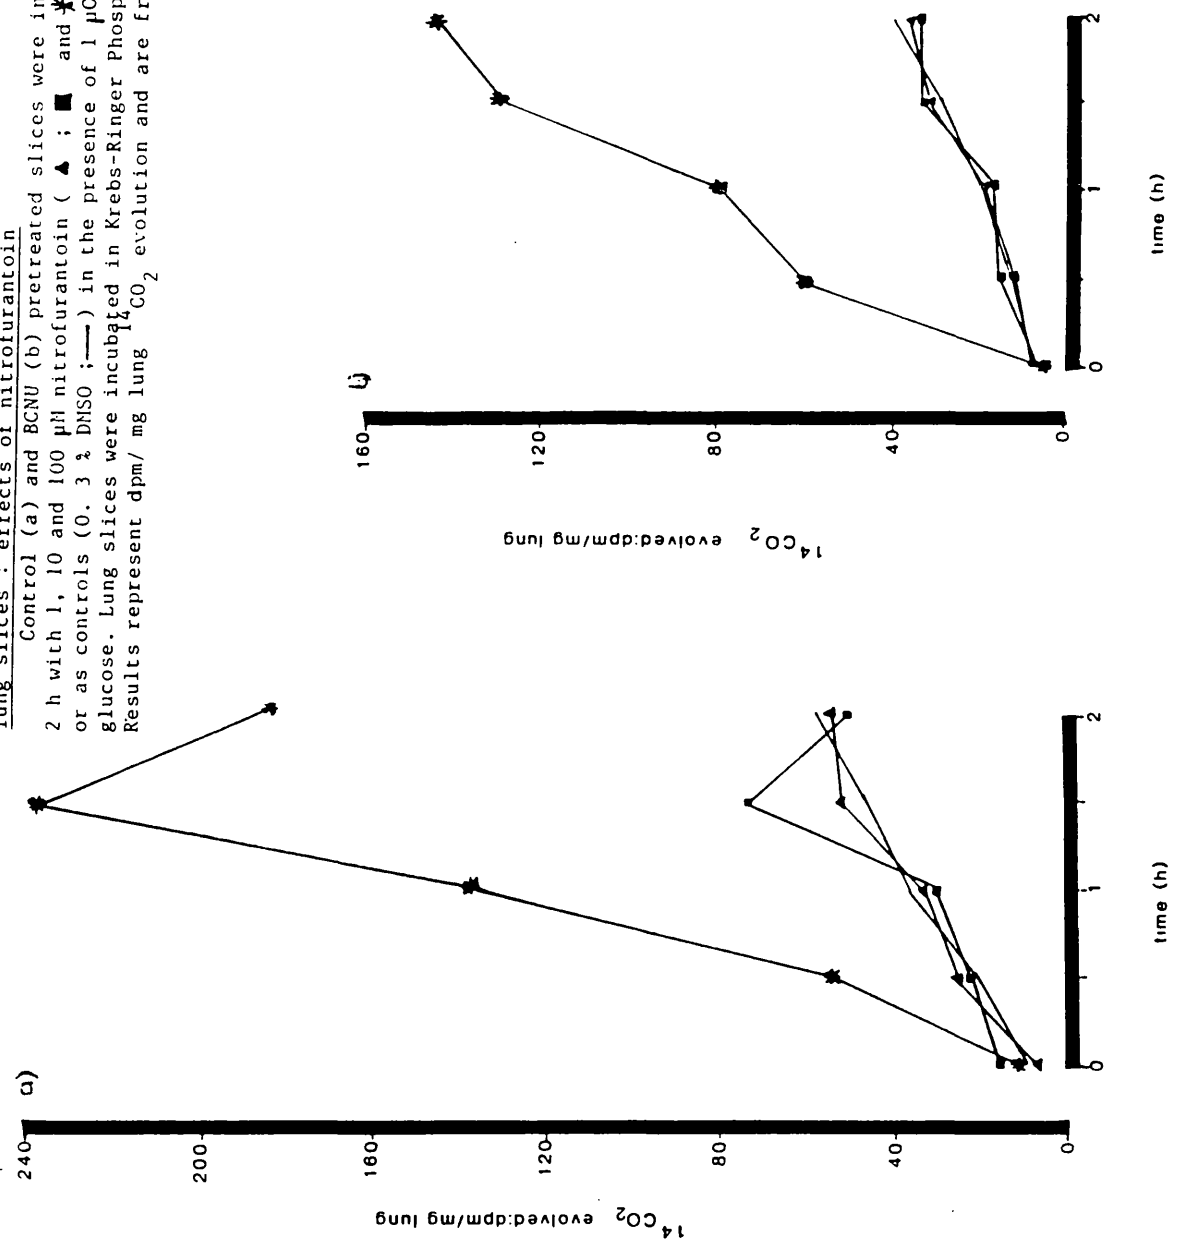 lung slices : effects of nitrofurantoin
Control (a) and BCNU (b) pretreated slices were in
2 h with 1, 10 and 100 µM nitrofurantoin ( ▲ ; ■ and ✶
or as controls (0. 3 % DMSO ;——) in the presence of 1 µC
glucose. Lung slices were incubated in Krebs-Ringer Phosp
Results represent dpm/ mg lung ¹⁴CO₂ evolution and are fr
a)
240
200
160
120
80
40
0
¹⁴CO₂ evolved:dpm/mg lung
0
1
2
time (h)
160
120
80
40
0
¹⁴CO₂ evolved:dpm/mg lung
0
1
2
time (h)